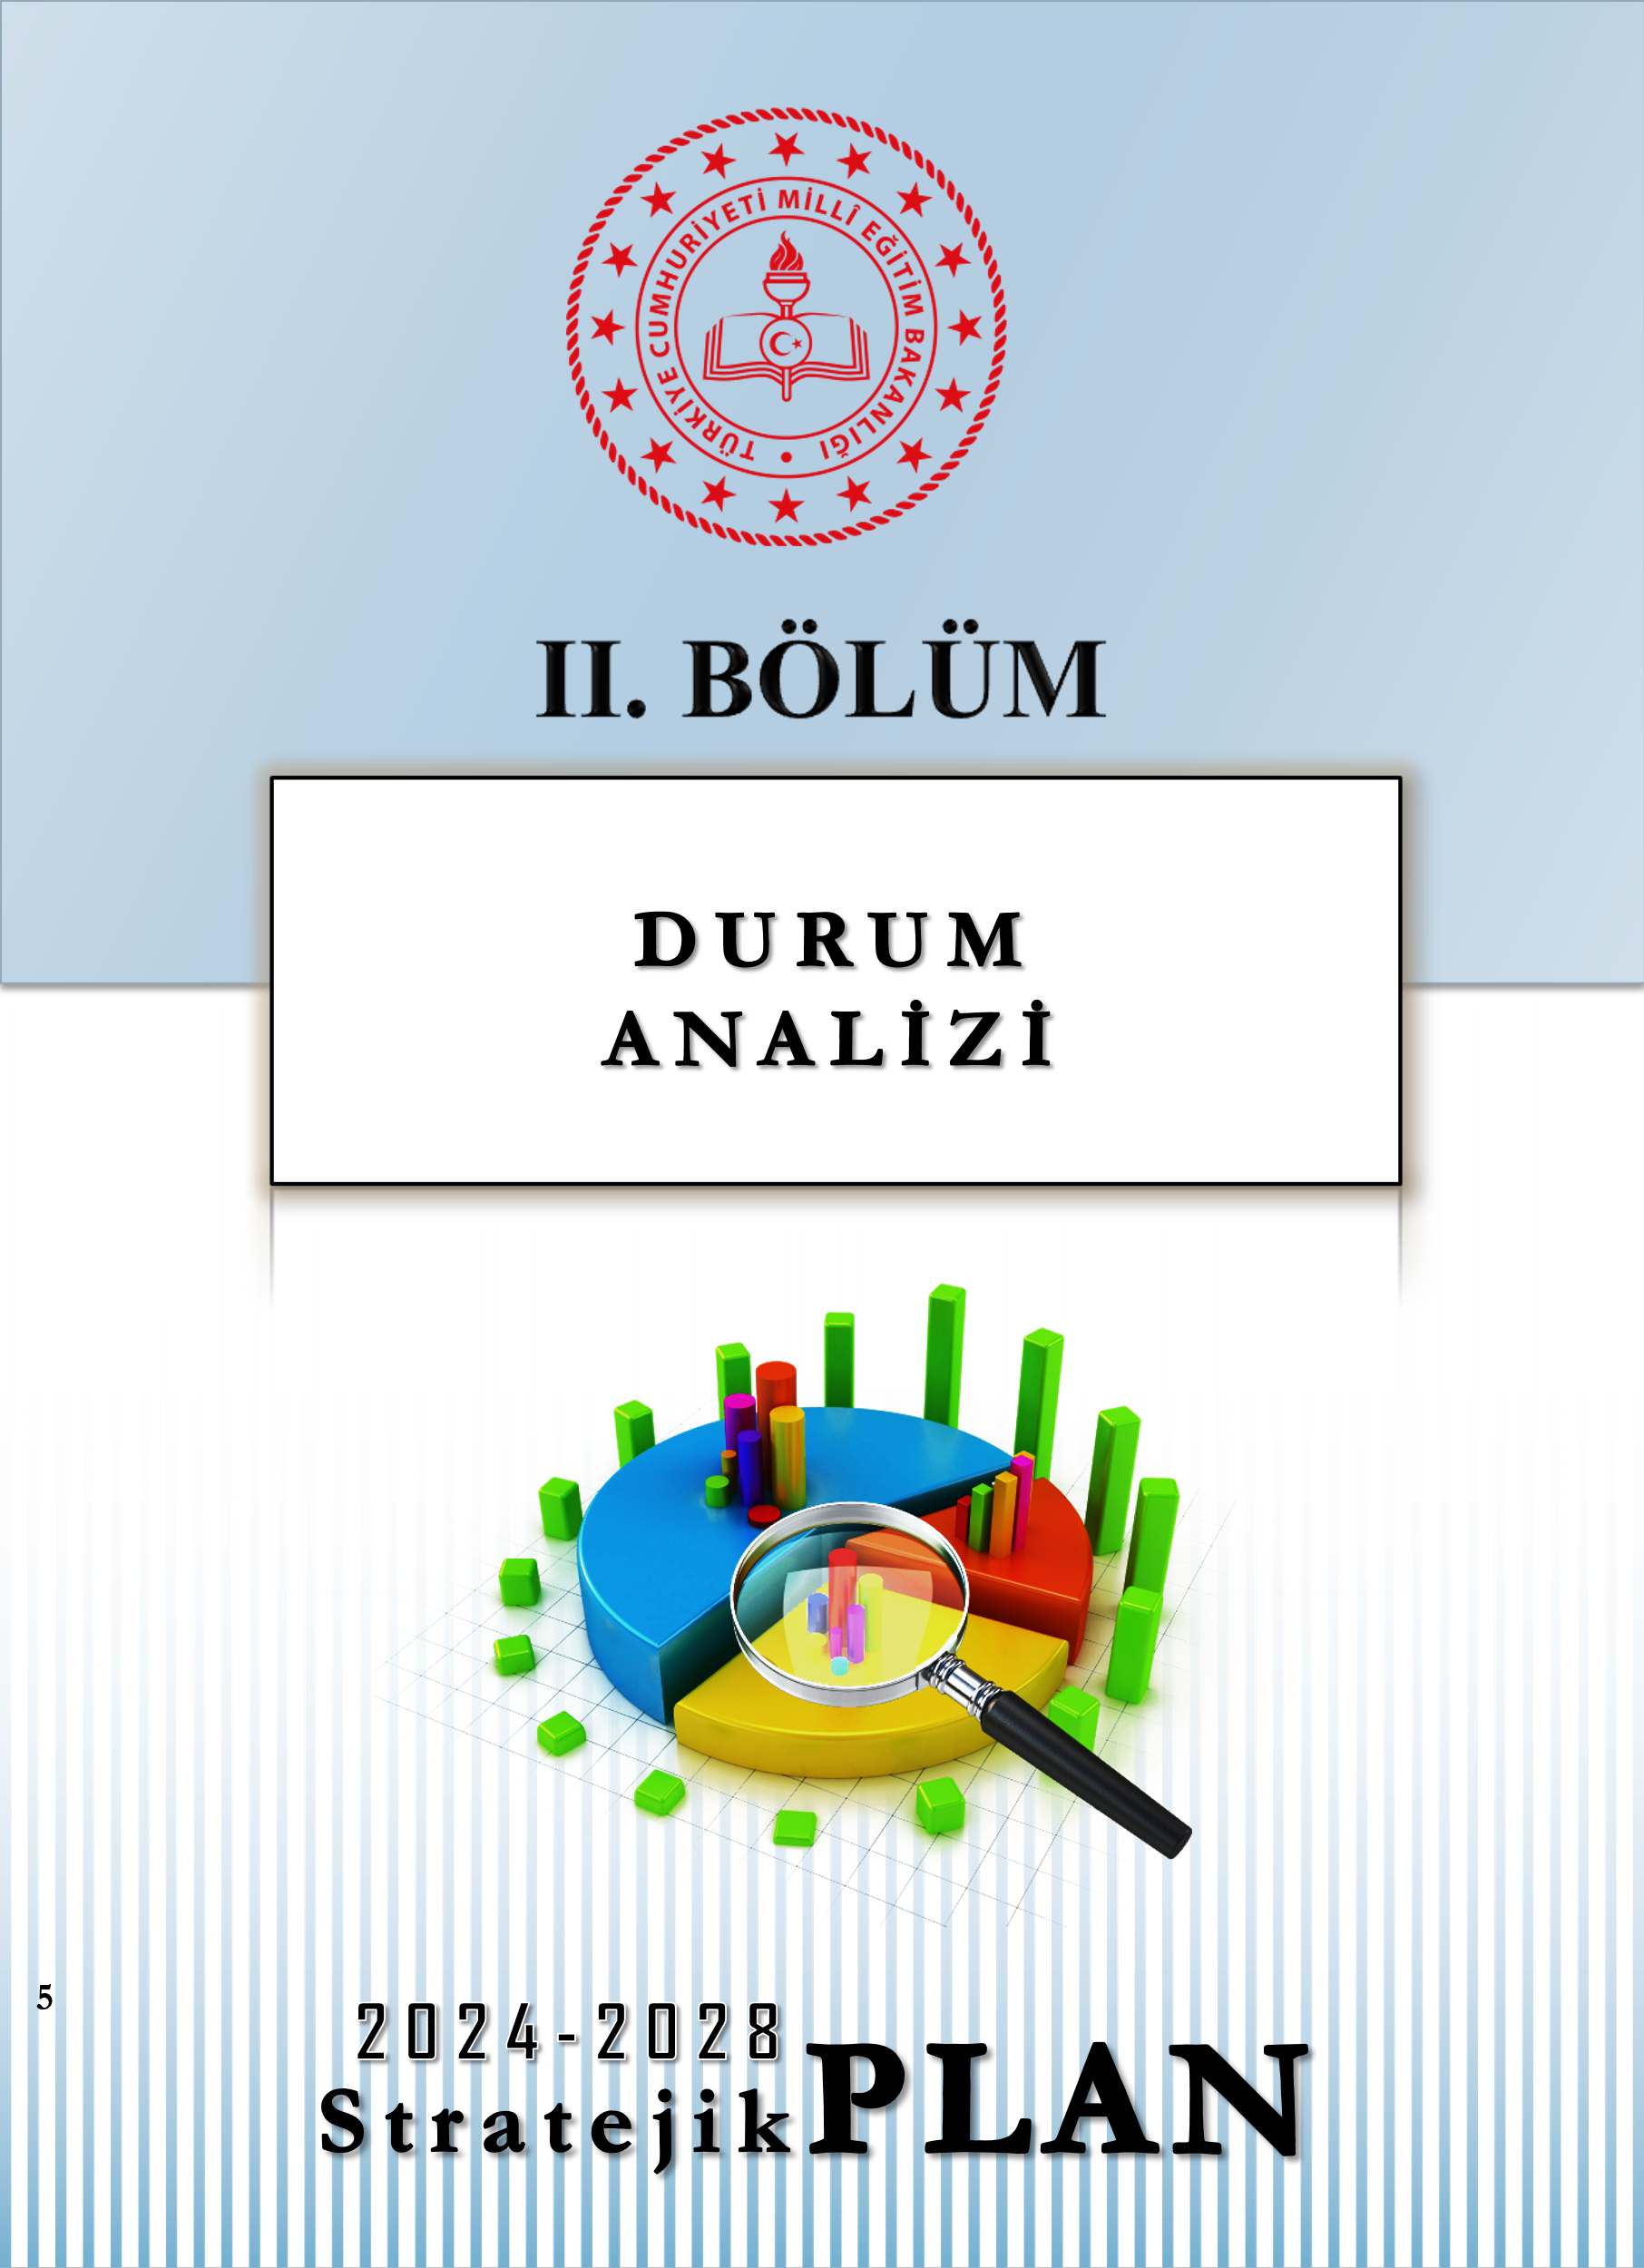 TÜRKİYE CUMHURİYETİ MİLLÎ EĞİTİM BAKANLIĞI
II. BÖLÜM
DURUM
ANALİZİ
5
2024-2028
Stratejik PLAN